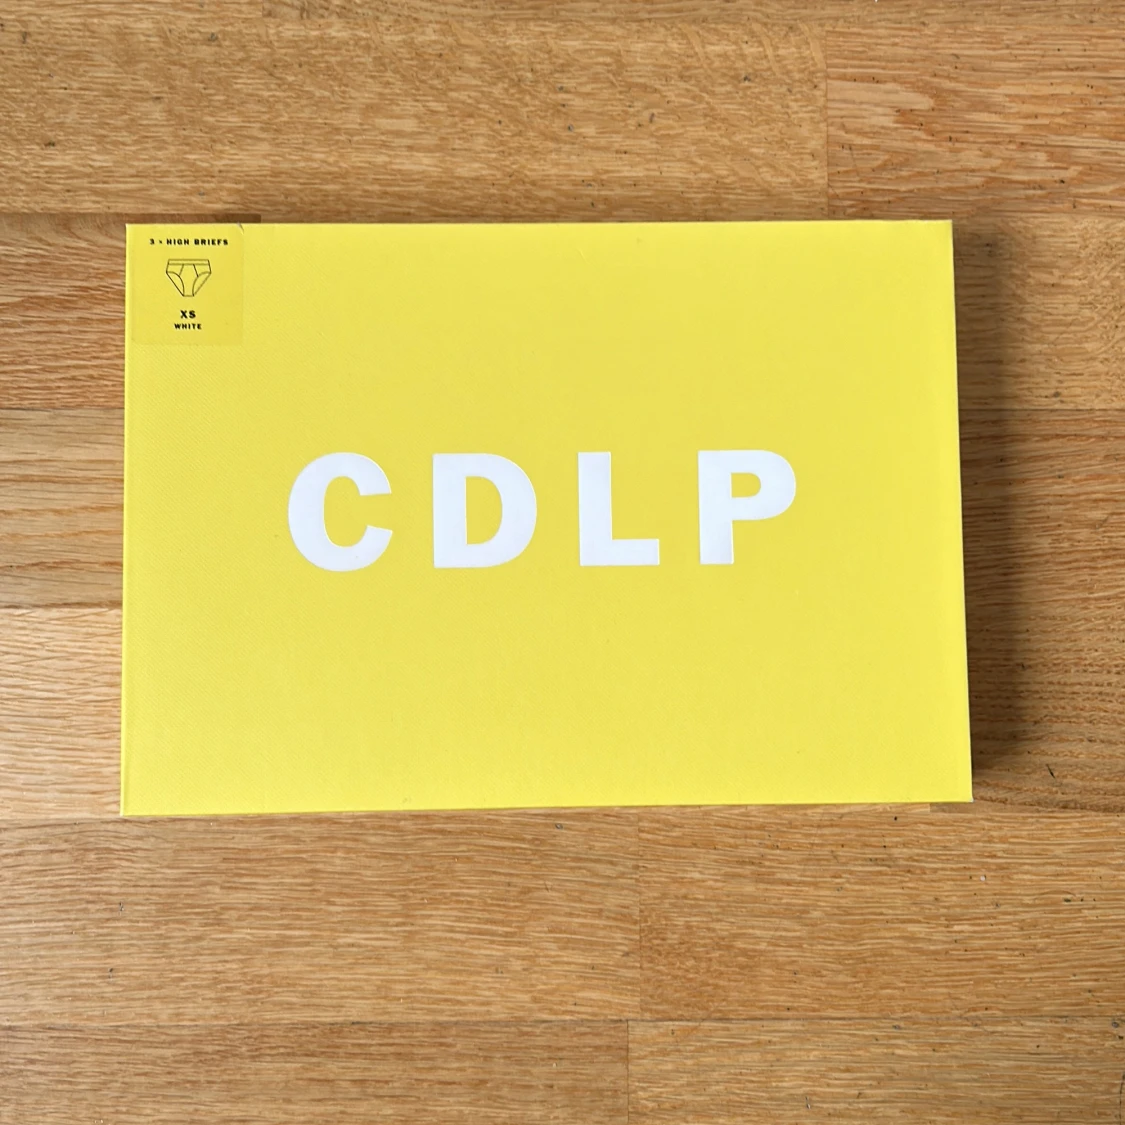 3 × HIGH BRIEFS
XS
WHITE
CDLP